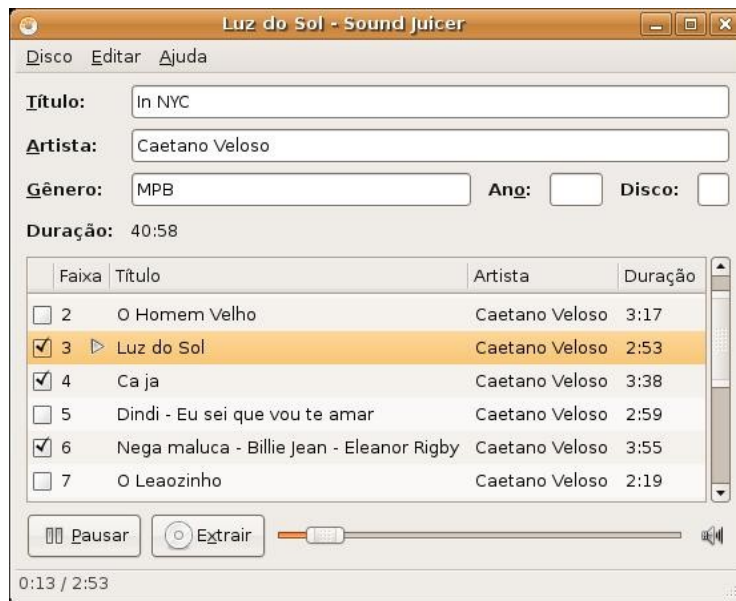 Luz do Sol - Sound Juicer
Disco Editar Ajuda
Título: In NYC
Artista: Caetano Veloso
Gênero: MPB Ano: Disco:
Duração: 40:58
Faixa Título Artista Duração
2 O Homem Velho Caetano Veloso 3:17
3 Luz do Sol Caetano Veloso 2:53
4 Ca ja Caetano Veloso 3:38
5 Dindi - Eu sei que vou te amar Caetano Veloso 2:59
6 Nega maluca - Billie Jean - Eleanor Rigby Caetano Veloso 3:55
7 O Leaozinho Caetano Veloso 2:19
Pausar Extrair
0:13 / 2:53